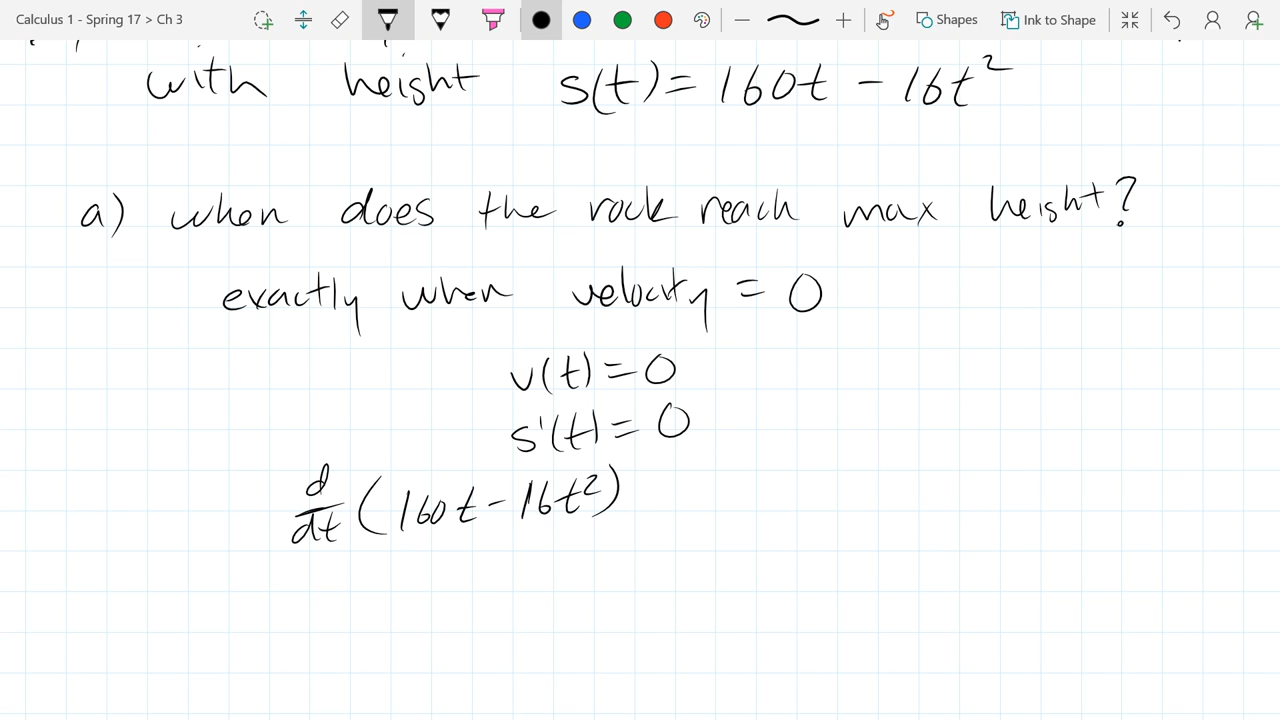 Calculus 1 - Spring 17 > Ch 3
Shapes
Ink to Shape
with height s(t) = 160t - 16t²
a) when does the rock reach max height?
exactly when velocity = 0
v(t) = 0
s'(t) = 0
d/dt (160t - 16t²)